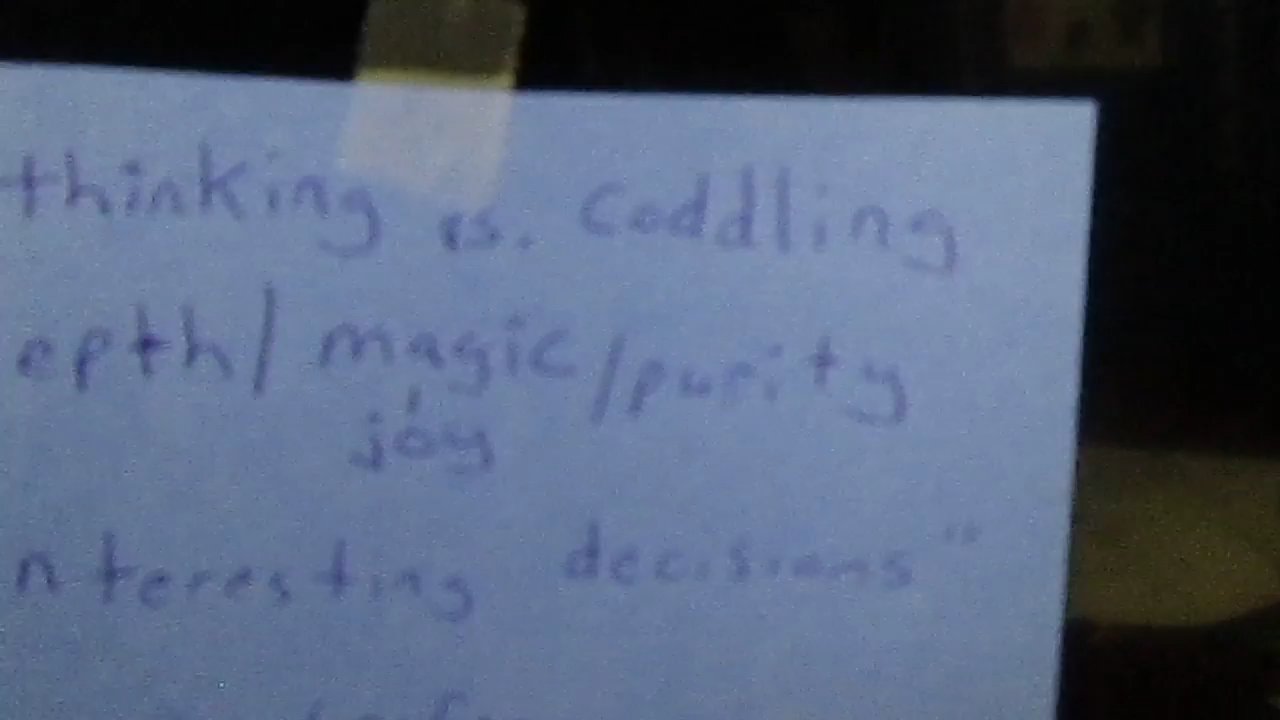 thinking vs. coddling
epth/ magic/purity
joy
nteresting decisions"